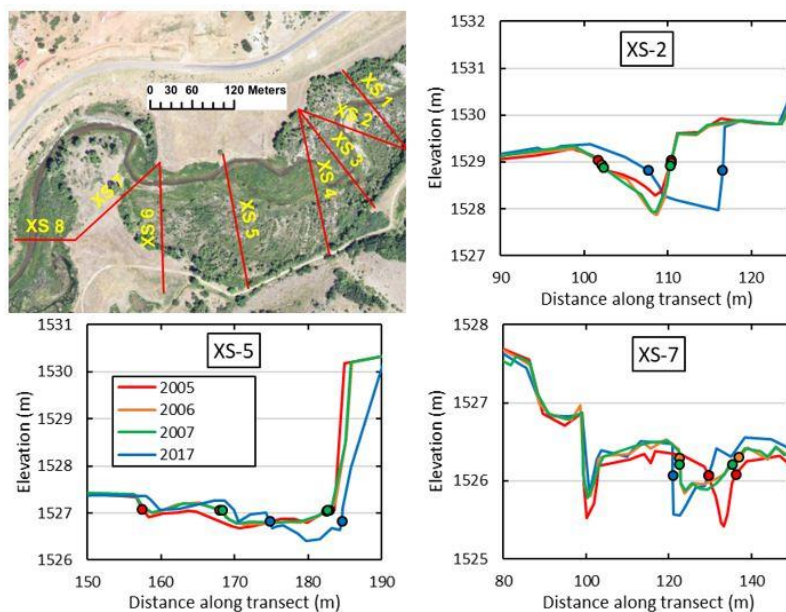 0 30 60 120 Meters
XS 1
XS 2
XS 3
XS 4
XS 5
XS 6
XS 7
XS 8
XS-2
Elevation (m)
1532
1531
1530
1529
1528
1527
90 100 110 120
Distance along transect (m)
XS-5
Elevation (m)
1531
1530
1529
1528
1527
1526
2005
2006
2007
2017
150 160 170 180 190
Distance along transect (m)
XS-7
Elevation (m)
1528
1527
1526
1525
80 100 120 140
Distance along transect (m)